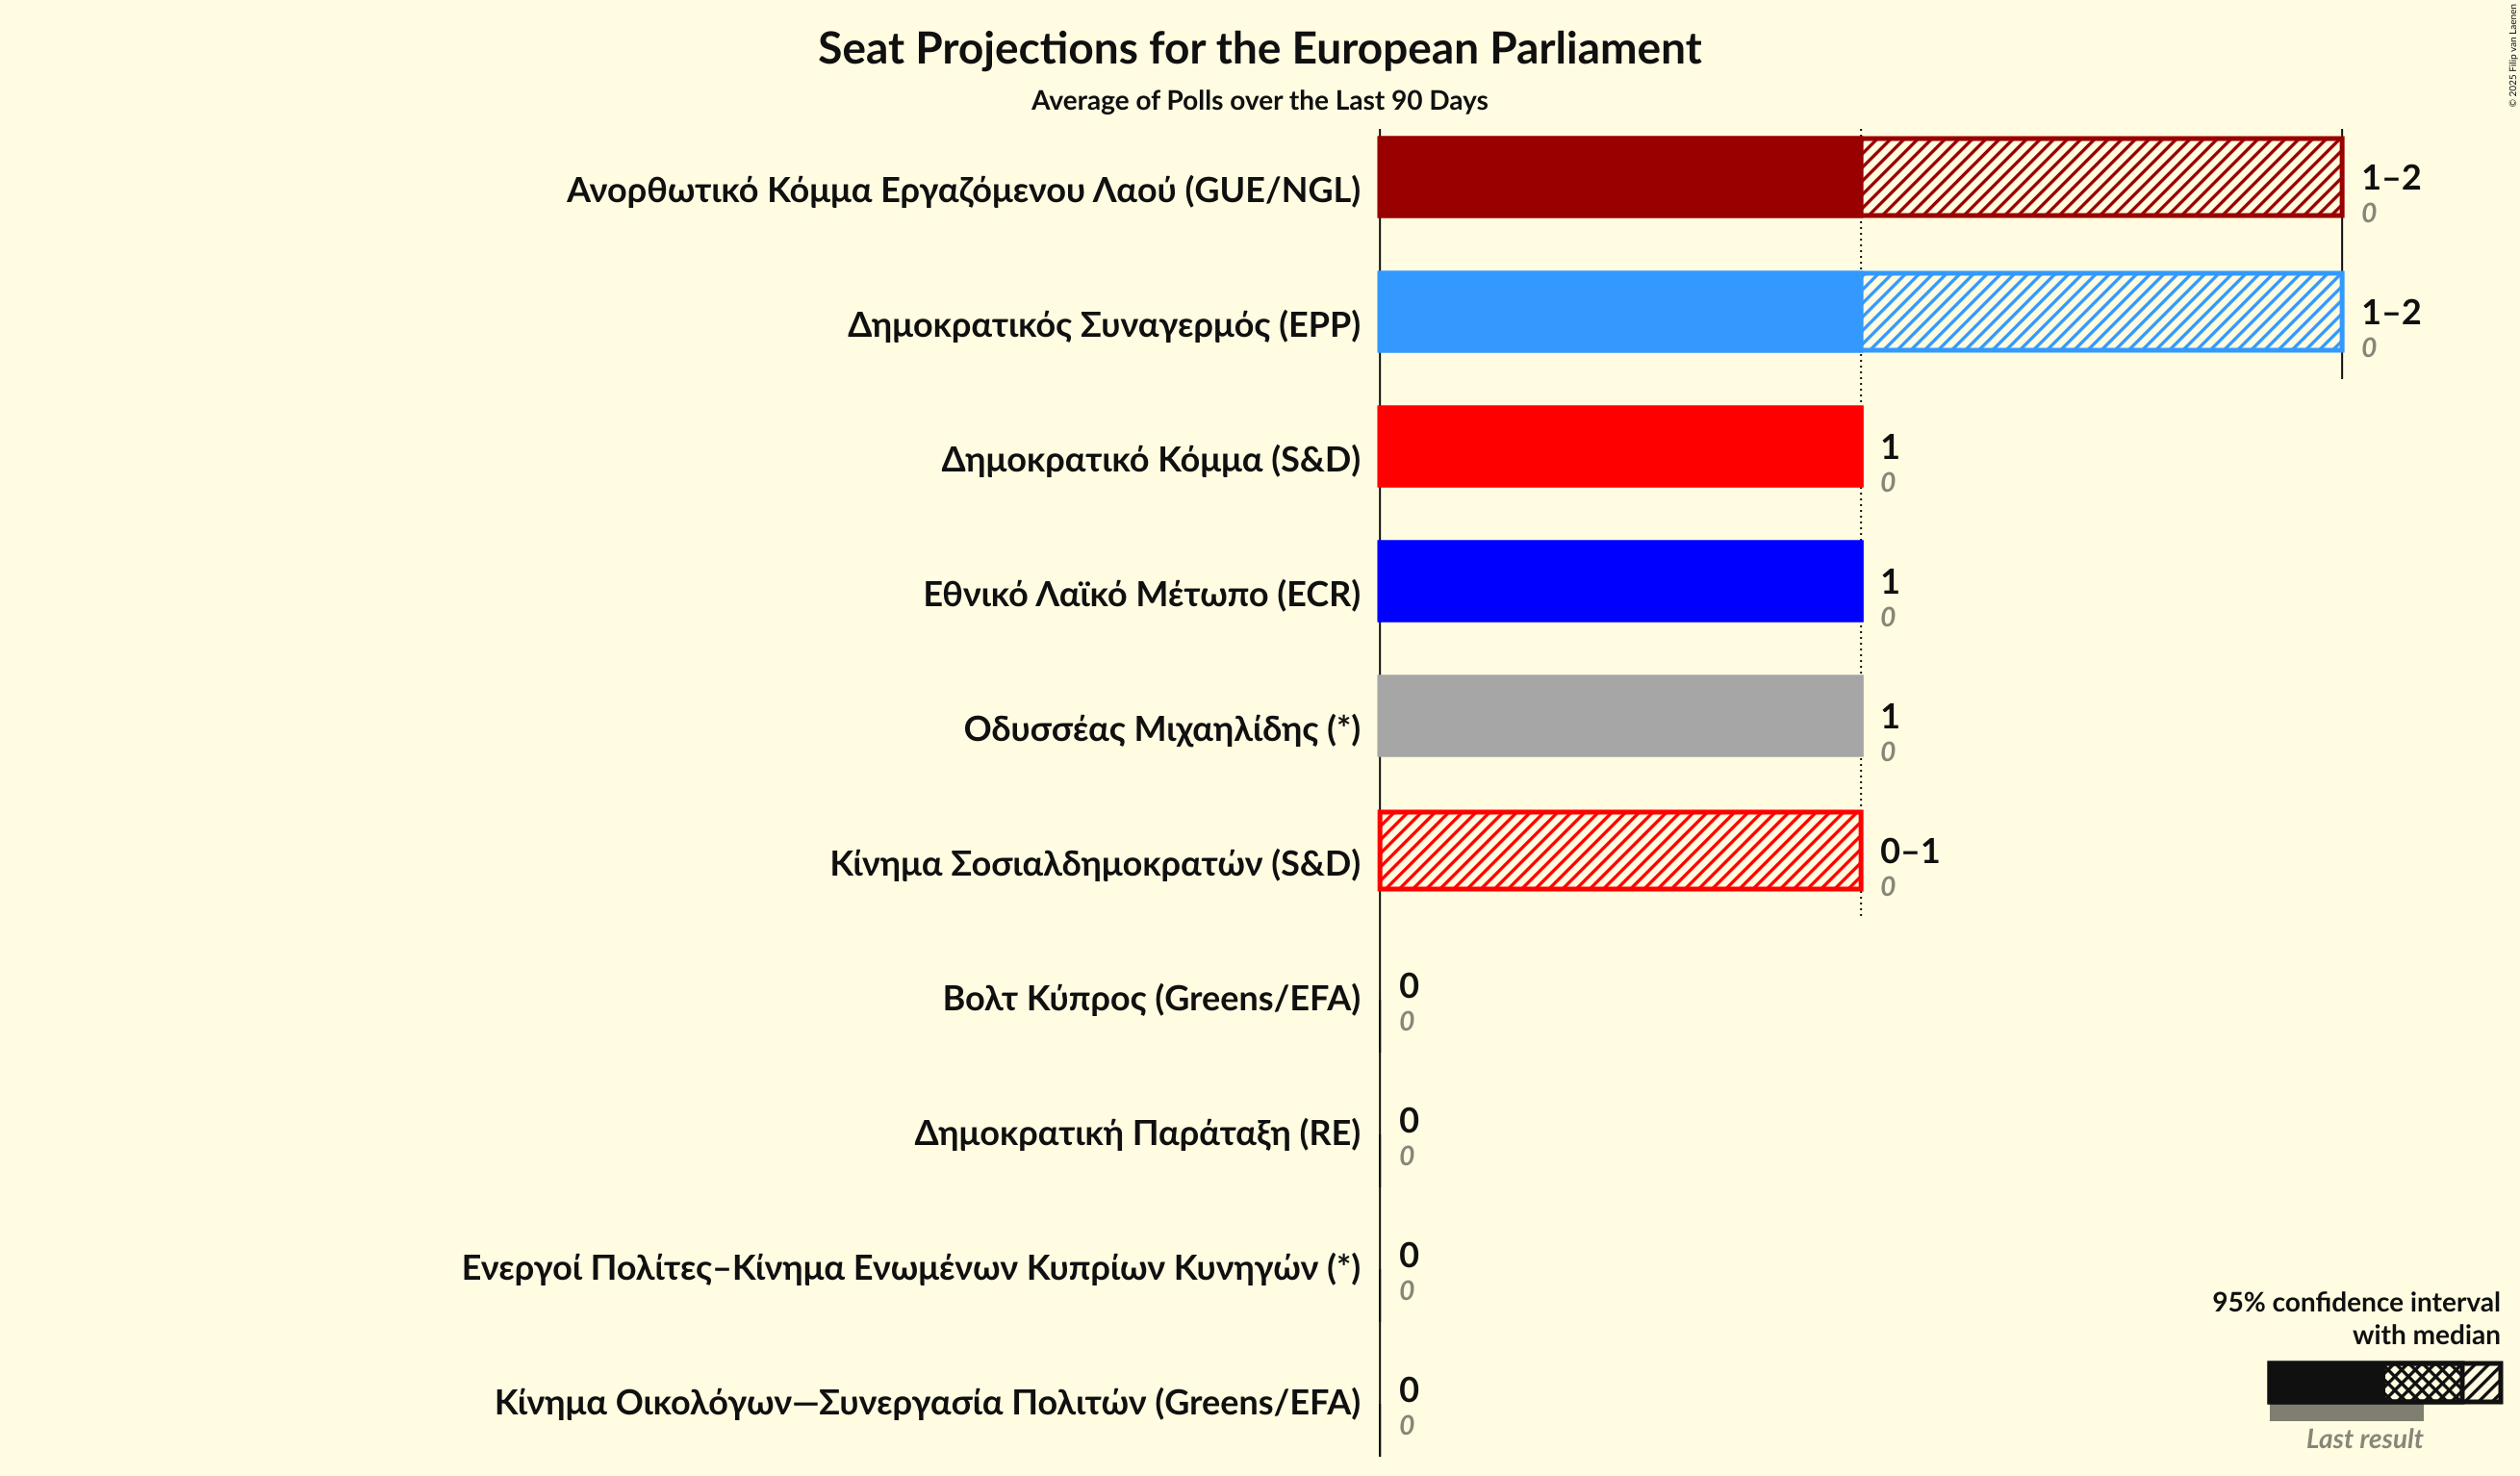 Seat Projections for the European Parliament
Average of Polls over the Last 90 Days
© 2025 Filip van Laenen
Ανορθωτικό Κόμμα Εργαζόμενου Λαού (GUE/NGL)
1–2
0
Δημοκρατικός Συναγερμός (EPP)
1–2
0
Δημοκρατικό Κόμμα (S&D)
1
0
Εθνικό Λαϊκό Μέτωπο (ECR)
1
0
Οδυσσέας Μιχαηλίδης (*)
1
0
Κίνημα Σοσιαλδημοκρατών (S&D)
0–1
0
Βολτ Κύπρος (Greens/EFA)
0
0
Δημοκρατική Παράταξη (RE)
0
0
Ενεργοί Πολίτες–Κίνημα Ενωμένων Κυπρίων Κυνηγών (*)
0
0
Κίνημα Οικολόγων—Συνεργασία Πολιτών (Greens/EFA)
0
0
95% confidence interval
with median
Last result